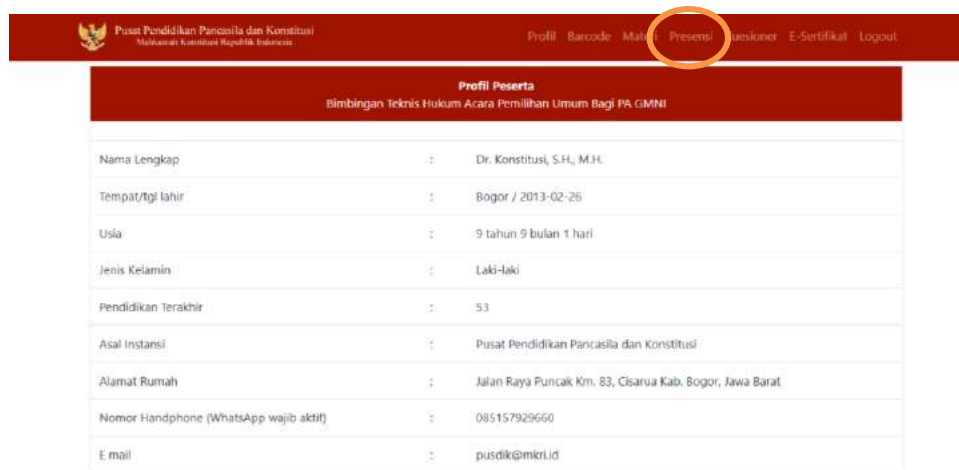 Pusat Pendidikan Pancasila dan Konstitusi
Mahkamah Konstitusi Republik Indonesia
Profil Barcode Materi Presensi Kuesioner E-Sertifikat Logout
Profil Peserta
Bimbingan Teknis Hukum Acara Pemilihan Umum Bagi PA GMNI
Nama Lengkap : Dr. Konstitusi, S.H., M.H.
Tempat/tgl lahir : Bogor / 2013-02-26
Usia : 9 tahun 9 bulan 1 hari
Jenis Kelamin : Laki-laki
Pendidikan Terakhir : S3
Asal Instansi : Pusat Pendidikan Pancasila dan Konstitusi
Alamat Rumah : Jalan Raya Puncak Km. 83, Cisarua Kab. Bogor, Jawa Barat
Nomor Handphone (WhatsApp wajib aktif) : 085157929660
E mail : pusdik@mkri.id